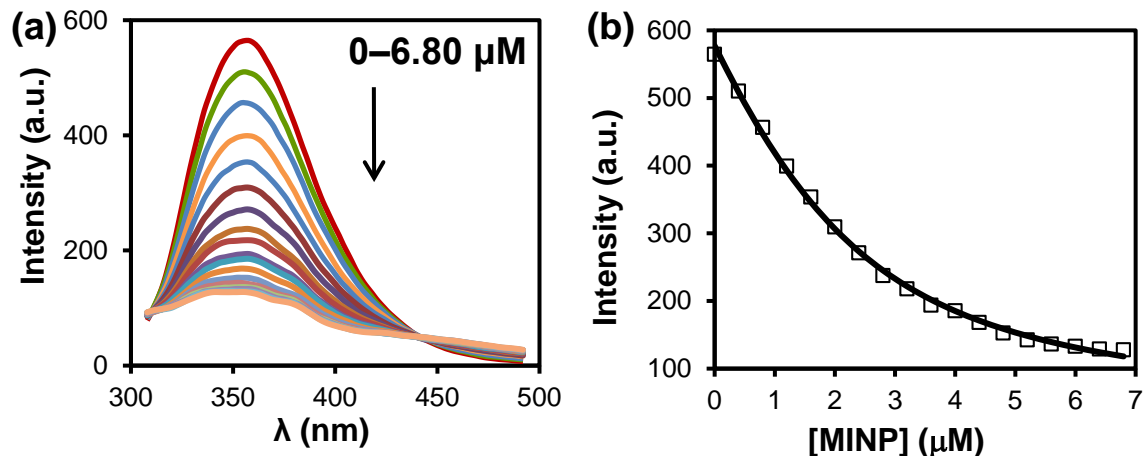 (a)
600
400
200
0
Intensity (a.u.)
0–6.80 μM
300 350 400 450 500
λ (nm)
(b)
600
500
400
300
200
100
Intensity (a.u.)
0 1 2 3 4 5 6 7
[MINP] (μM)